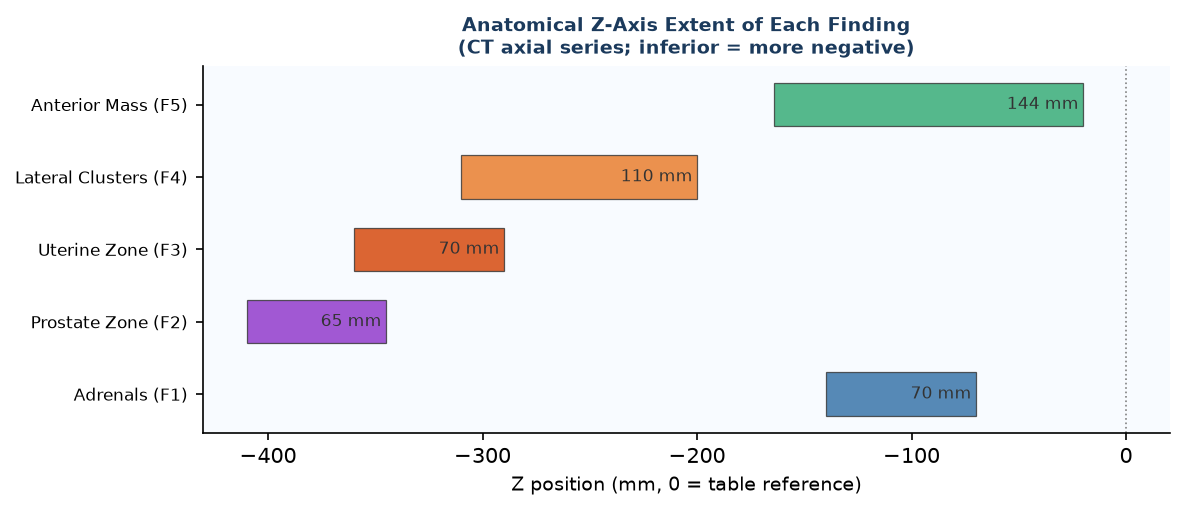 Anatomical Z-Axis Extent of Each Finding
(CT axial series; inferior = more negative)
Anterior Mass (F5)
144 mm
Lateral Clusters (F4)
110 mm
Uterine Zone (F3)
70 mm
Prostate Zone (F2)
65 mm
Adrenals (F1)
70 mm
−400
−300
−200
−100
0
Z position (mm, 0 = table reference)